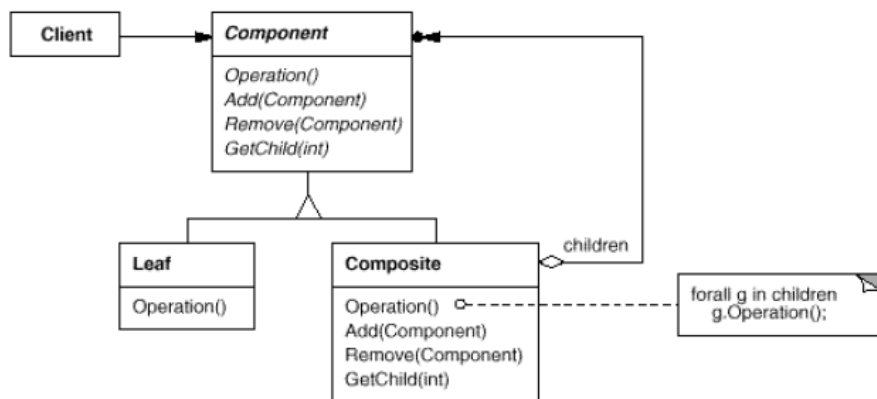 Client
Component
Operation()
Add(Component)
Remove(Component)
GetChild(int)
children
Leaf
Operation()
Composite
Operation()
Add(Component)
Remove(Component)
GetChild(int)
forall g in children
g.Operation();